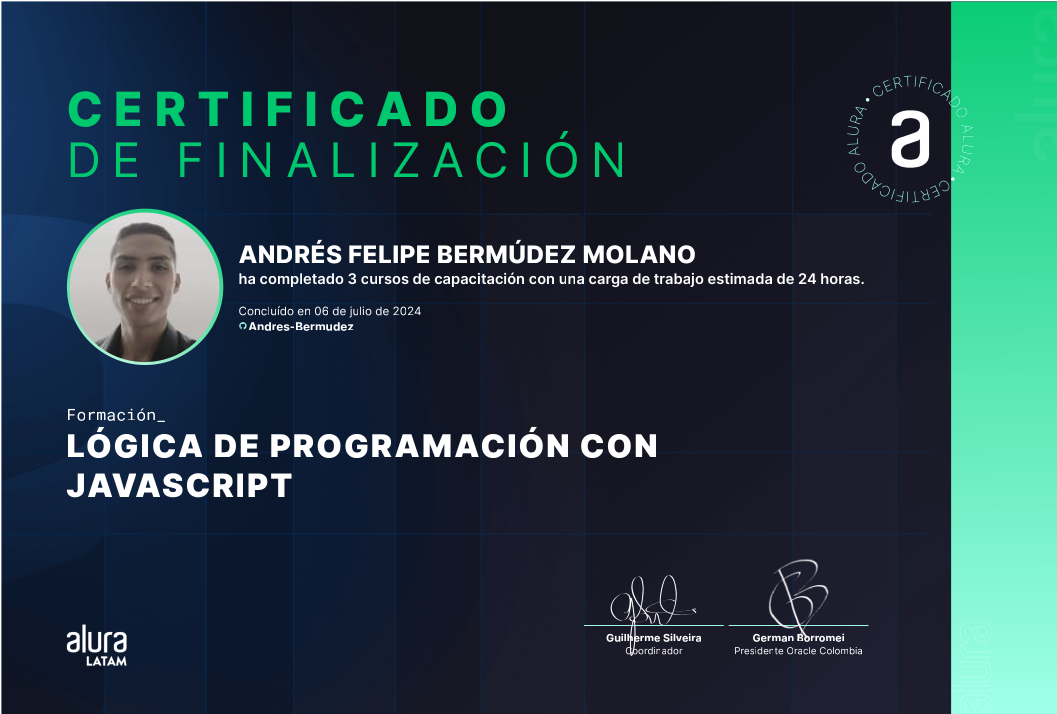 CERTIFICADO
DE FINALIZACIÓN
CERTIFICADO ALURA • CERTIFICADO ALURA •
a
alura
ANDRÉS FELIPE BERMÚDEZ MOLANO
ha completado 3 cursos de capacitación con una carga de trabajo estimada de 24 horas.
Concluído en 06 de julio de 2024
Andres-Bermudez
Formación_
LÓGICA DE PROGRAMACIÓN CON
JAVASCRIPT
alura
LATAM
Guilherme Silveira
Coordinador
German Borromei
Presidente Oracle Colombia
alura